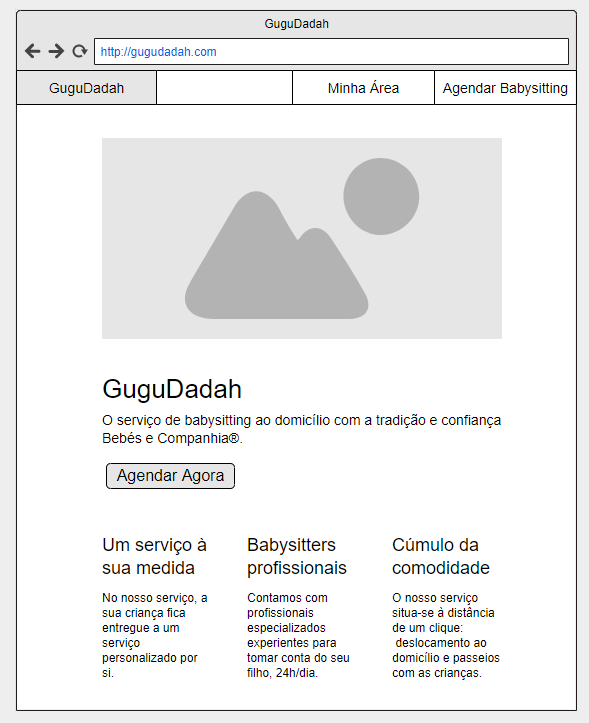 GuguDadah
http://gugudadah.com
GuguDadah
Minha Área
Agendar Babysitting
GuguDadah
O serviço de babysitting ao domicílio com a tradição e confiança
Bebés e Companhia®.
Agendar Agora
Um serviço à
sua medida
No nosso serviço, a
sua criança fica
entregue a um
serviço
personalizado por
si.
Babysitters
profissionais
Contamos com
profissionais
especializados
experientes para
tomar conta do seu
filho, 24h/dia.
Cúmulo da
comodidade
O nosso serviço
situa-se à distância
de um clique:
deslocamento ao
domicílio e passeios
com as crianças.